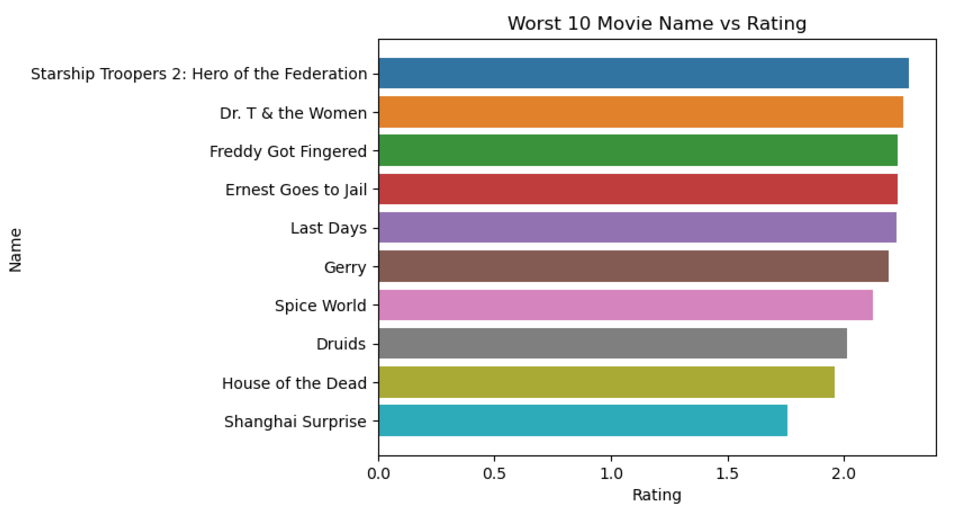 Worst 10 Movie Name vs Rating
Starship Troopers 2: Hero of the Federation
Dr. T & the Women
Freddy Got Fingered
Ernest Goes to Jail
Last Days
Gerry
Spice World
Druids
House of the Dead
Shanghai Surprise
Name
0.0 0.5 1.0 1.5 2.0
Rating